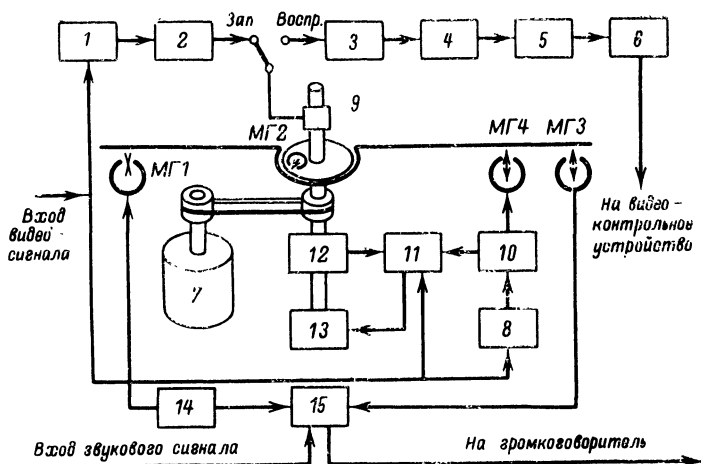 Зап
Воспр.
1
2
3
4
5
6
9
МГ2
МГ4
МГ3
МГ1
Вход
видео-
сигнала
На видео-
контрольное
устройство
7
12
11
10
13
8
14
15
Вход звукового сигнала
На громкоговоритель